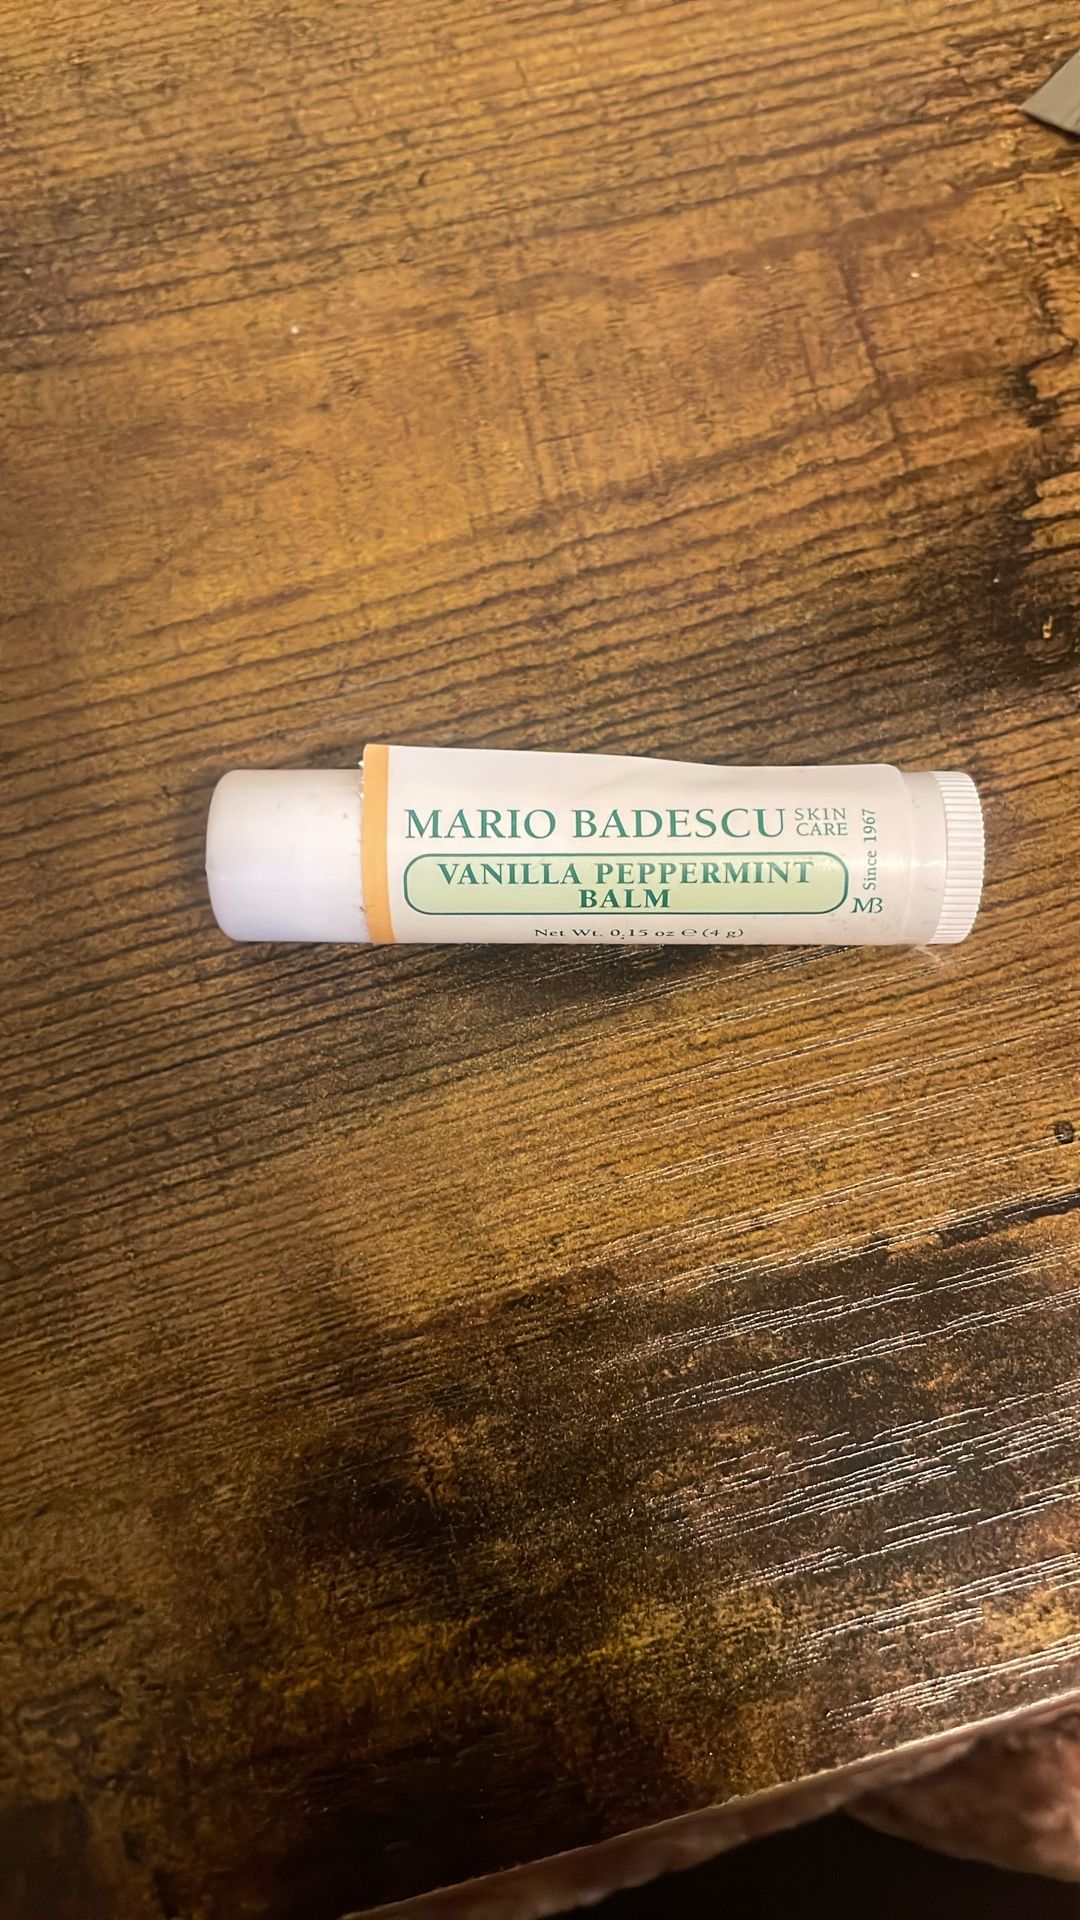 MARIO BADESCU SKIN CARE
VANILLA PEPPERMINT
BALM
Net Wt. 0.15 oz ℮ (4 g)
Since 1967
MB